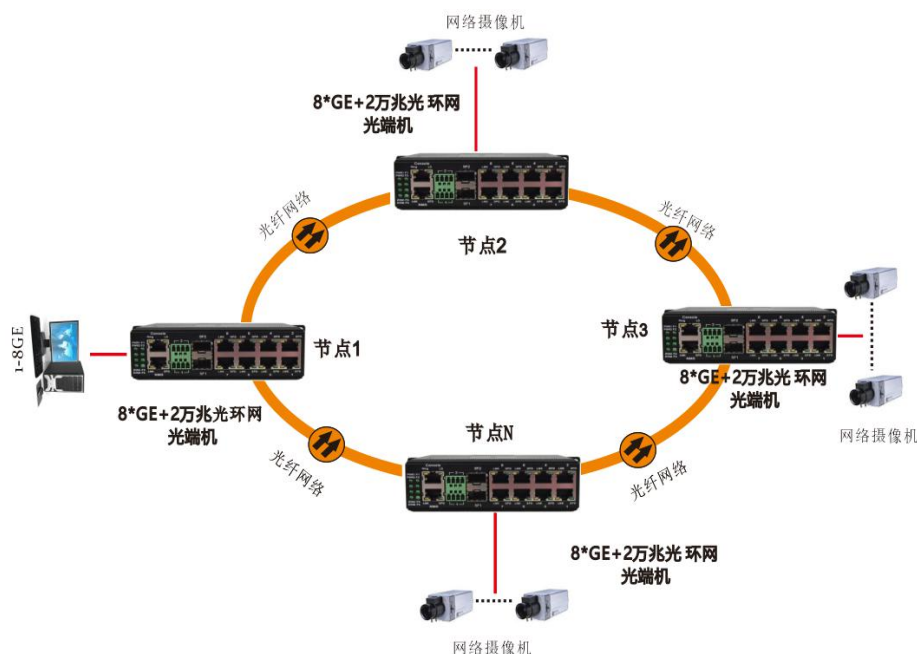 网络摄像机
8*GE+2万兆光 环网
光端机
光纤网络
光纤网络
节点2
1-8GE
节点1
节点3
8*GE+2万兆光环网
光端机
8*GE+2万兆光 环网
光端机
网络摄像机
节点N
光纤网络
光纤网络
8*GE+2万兆光 环网
光端机
网络摄像机